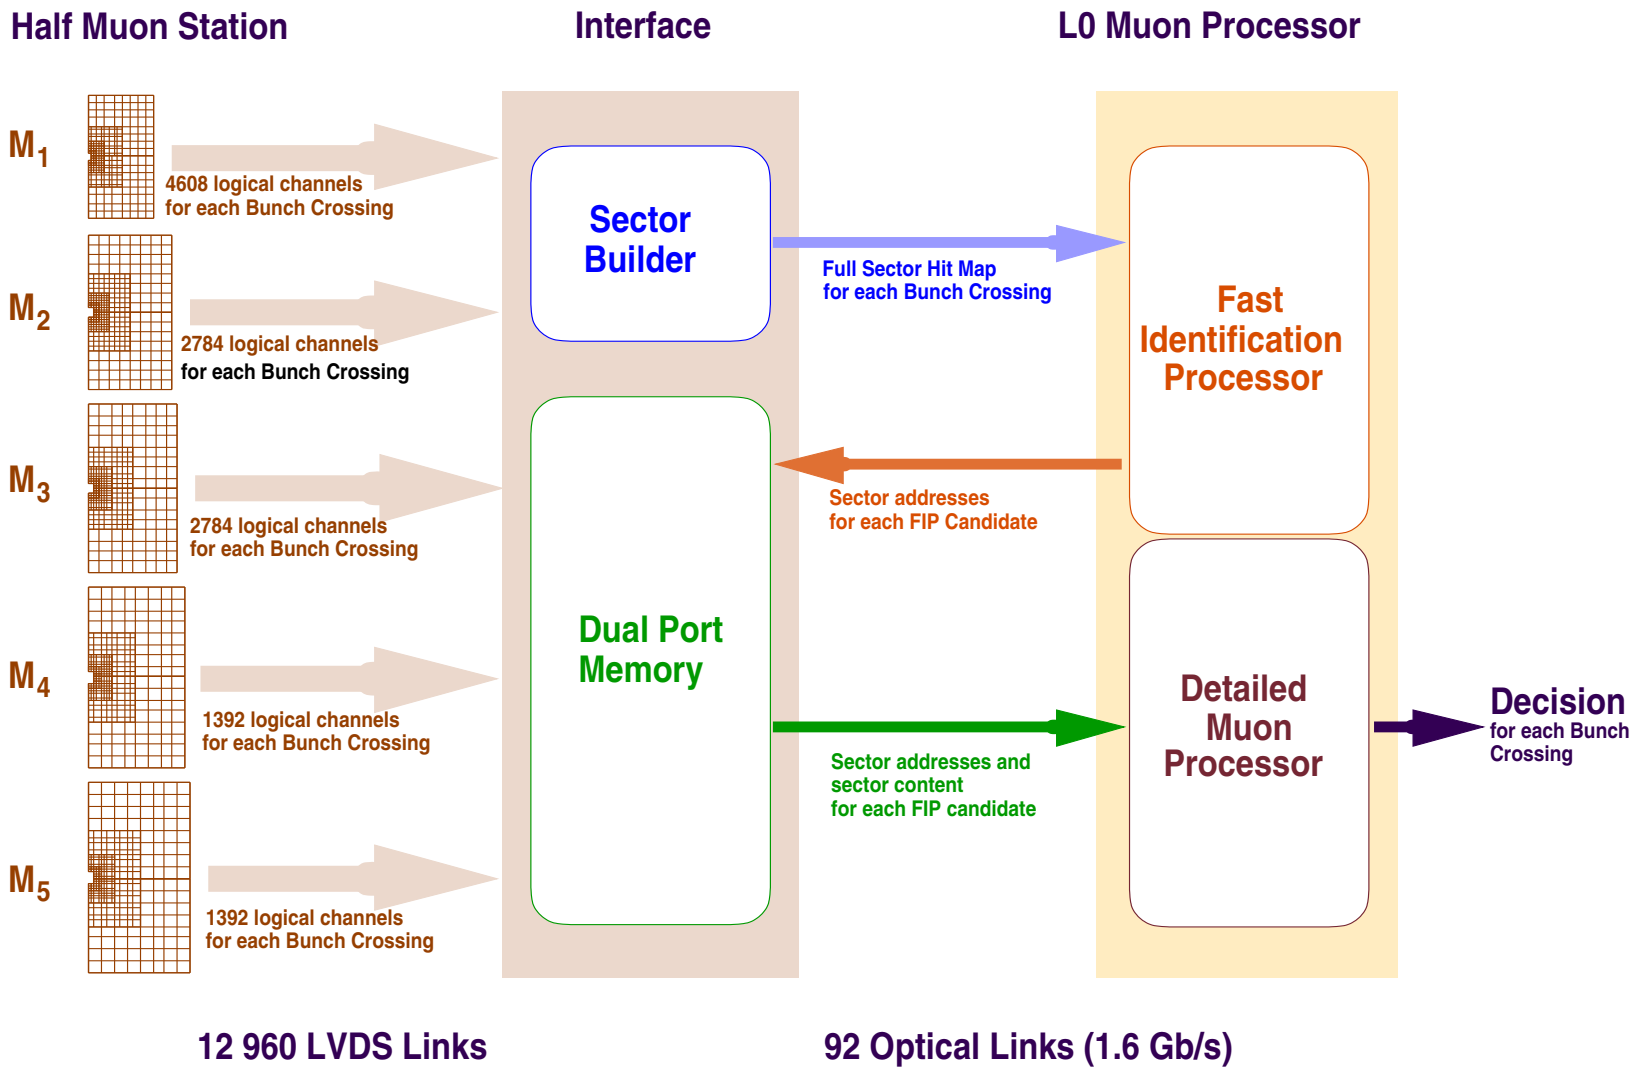 Half Muon Station
Interface
L0 Muon Processor
M1
4608 logical channels
for each Bunch Crossing
M2
2784 logical channels
for each Bunch Crossing
M3
2784 logical channels
for each Bunch Crossing
M4
1392 logical channels
for each Bunch Crossing
M5
1392 logical channels
for each Bunch Crossing
Sector
Builder
Dual Port
Memory
Full Sector Hit Map
for each Bunch Crossing
Sector addresses
for each FIP Candidate
Sector addresses and
sector content
for each FIP candidate
Fast
Identification
Processor
Detailed
Muon
Processor
Decision
for each Bunch
Crossing
12 960 LVDS Links
92 Optical Links (1.6 Gb/s)